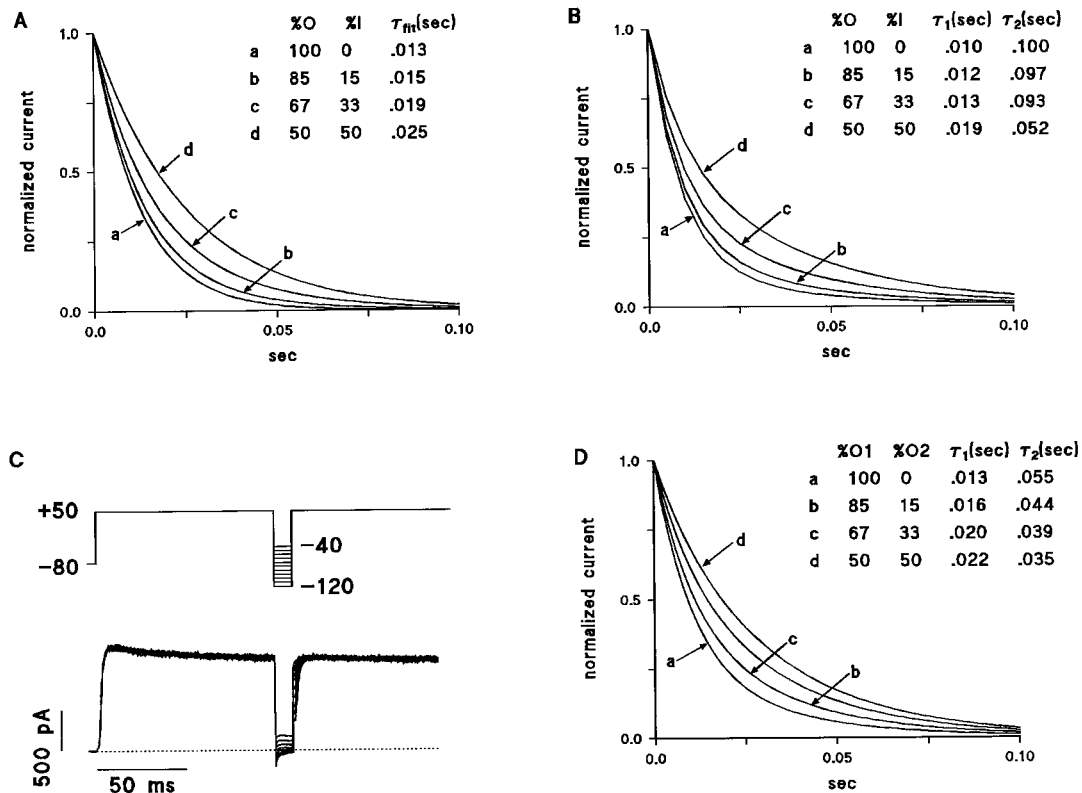 A
%O %I τfit(sec)
a 100 0 .013
b 85 15 .015
c 67 33 .019
d 50 50 .025
1.0
0.5
0.0
normalized current
d
c
b
a
0.0 0.05 0.10
sec
B
%O %I τ1(sec) τ2(sec)
a 100 0 .010 .100
b 85 15 .012 .097
c 67 33 .013 .093
d 50 50 .019 .052
1.0
0.5
0.0
normalized current
d
c
b
a
0.0 0.05 0.10
sec
C
+50
-80
-40
-120
500 pA
50 ms
D
%O1 %O2 τ1(sec) τ2(sec)
a 100 0 .013 .055
b 85 15 .016 .044
c 67 33 .020 .039
d 50 50 .022 .035
1.0
0.5
0.0
normalized current
d
c
b
a
0.0 0.05 0.10
sec